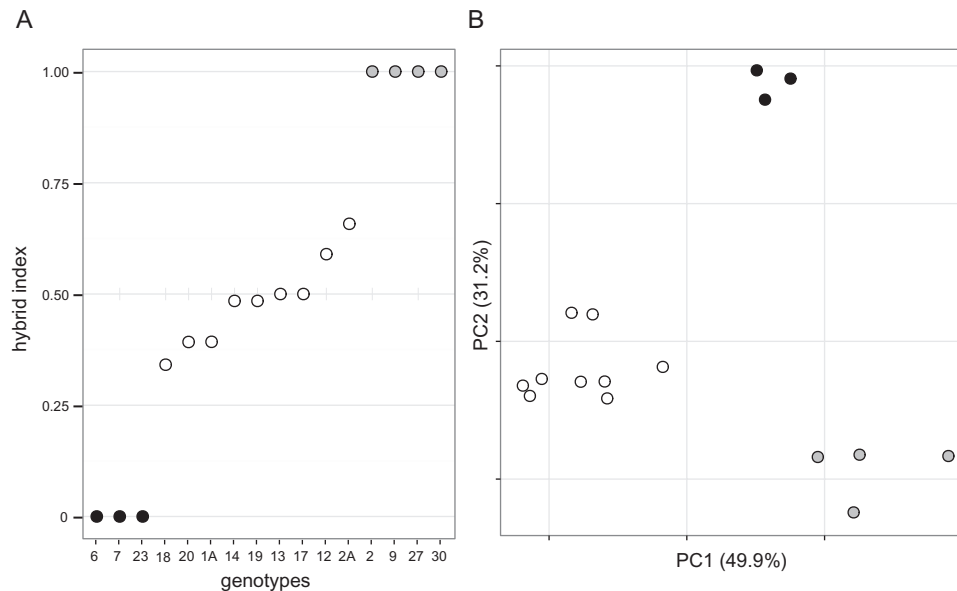 A
B
1.00
0.75
0.50
0.25
0
hybrid index
6 7 23 18 20 1A 14 19 13 17 12 2A 2 9 27 30
genotypes
PC2 (31.2%)
PC1 (49.9%)